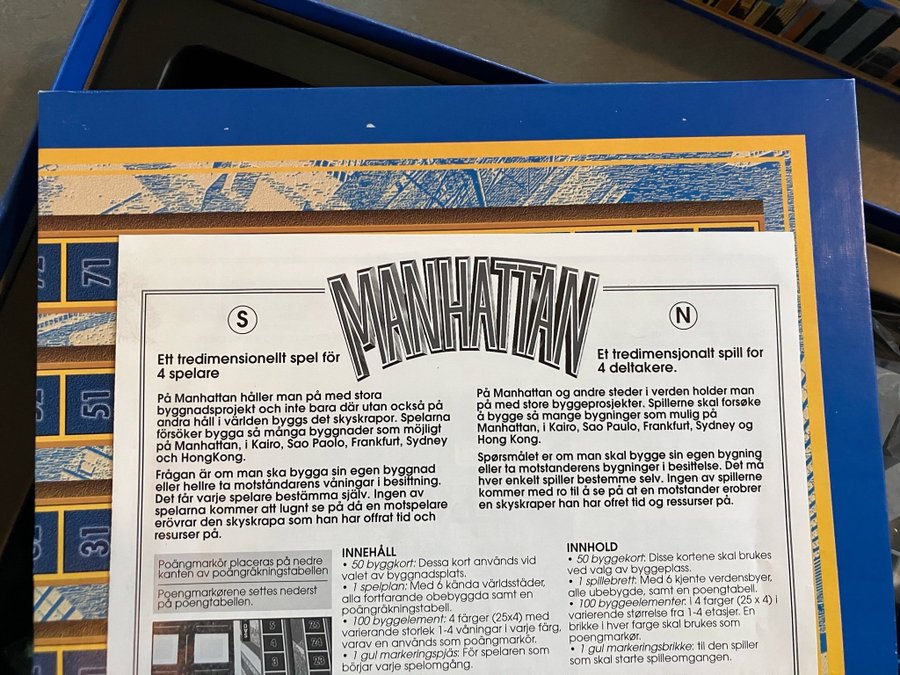 71
51
31
MANHATTAN
S
Ett tredimensionellt spel för
4 spelare
På Manhattan håller man på med stora
byggnadsprojekt och inte bara där utan också på
andra håll i världen byggs det skyskrapor. Spelarna
försöker bygga så många byggnader som möjligt
på Manhattan, i Kairo, Sao Paolo, Frankfurt, Sydney
och HongKong.
Frågan är om man ska bygga sin egen byggnad
eller hellre ta motståndarens våningar i besittning.
Det får varje spelare bestämma själv. Ingen av
spelarna kommer att lugnt se på då en motspelare
erövrar den skyskrapa som han har offrat tid och
resurser på.
Poängmarkör placeras på nedre
kanten av poängräkningstabellen
Poengmarkørene settes nederst
på poengtabellen.
INNEHÅLL
• 50 byggkort: Dessa kort används vid
valet av byggnadsplats.
• 1 spelplan: Med 6 kända världsstäder,
alla fortfarande obebyggda samt en
poängräkningstabell.
• 100 byggelement: 4 färger (25x4) med
varierande storlek 1-4 våningar i varje färg,
varav en används som poängmarkör.
• 1 gul markeringspjäs: För spelaren som
börjar varje spelomgång.
N
Et tredimensjonalt spill for
4 deltakere.
På Manhattan og andre steder i verden holder man
på med store byggeprosjekter. Spillerne skal forsøke
å bygge så mange bygninger som mulig på
Manhattan, i Kairo, Sao Paulo, Frankfurt, Sydney og
Hong Kong.
Spørsmålet er om man skal bygge sin egen bygning
eller ta motstanderens bygninger i besittelse. Det må
hver enkelt spiller bestemme selv. Ingen av spillerne
kommer med ro til å se på at en motstander erobrer
en skyskraper han har ofret tid og ressurser på.
INNHOLD
• 50 byggekort: Disse kortene skal brukes
ved valg av byggeplass.
• 1 spillebrett: Med 6 kjente verdensbyer,
alle ubebygde, samt en poengtabell.
• 100 byggeelementer: i 4 farger (25 x 4) i
varierende størrelse fra 1-4 etasjer. En
brikke i hver farge skal brukes som
poengmarkør.
• 1 gul markeringsbrikke: til den spiller
som skal starte spilleomgangen.